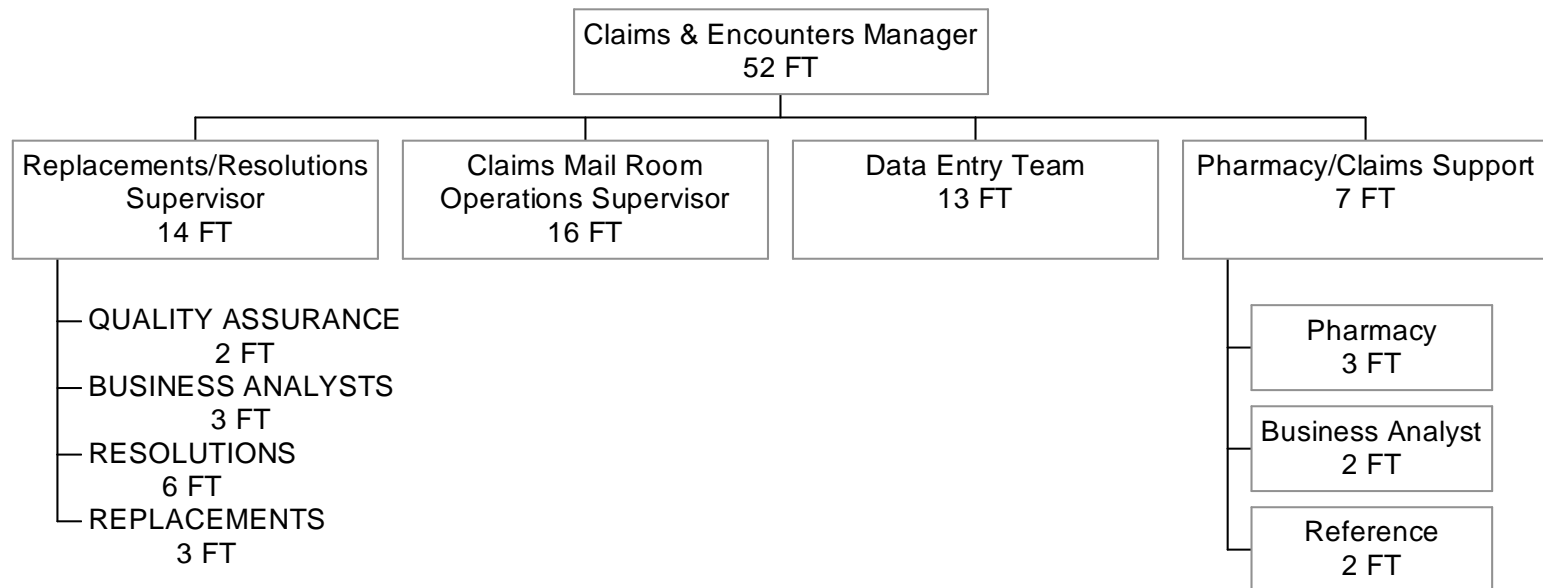 Claims & Encounters Manager
52 FT
Replacements/Resolutions
Supervisor
14 FT
Claims Mail Room
Operations Supervisor
16 FT
Data Entry Team
13 FT
Pharmacy/Claims Support
7 FT
QUALITY ASSURANCE
2 FT
BUSINESS ANALYSTS
3 FT
RESOLUTIONS
6 FT
REPLACEMENTS
3 FT
Pharmacy
3 FT
Business Analyst
2 FT
Reference
2 FT